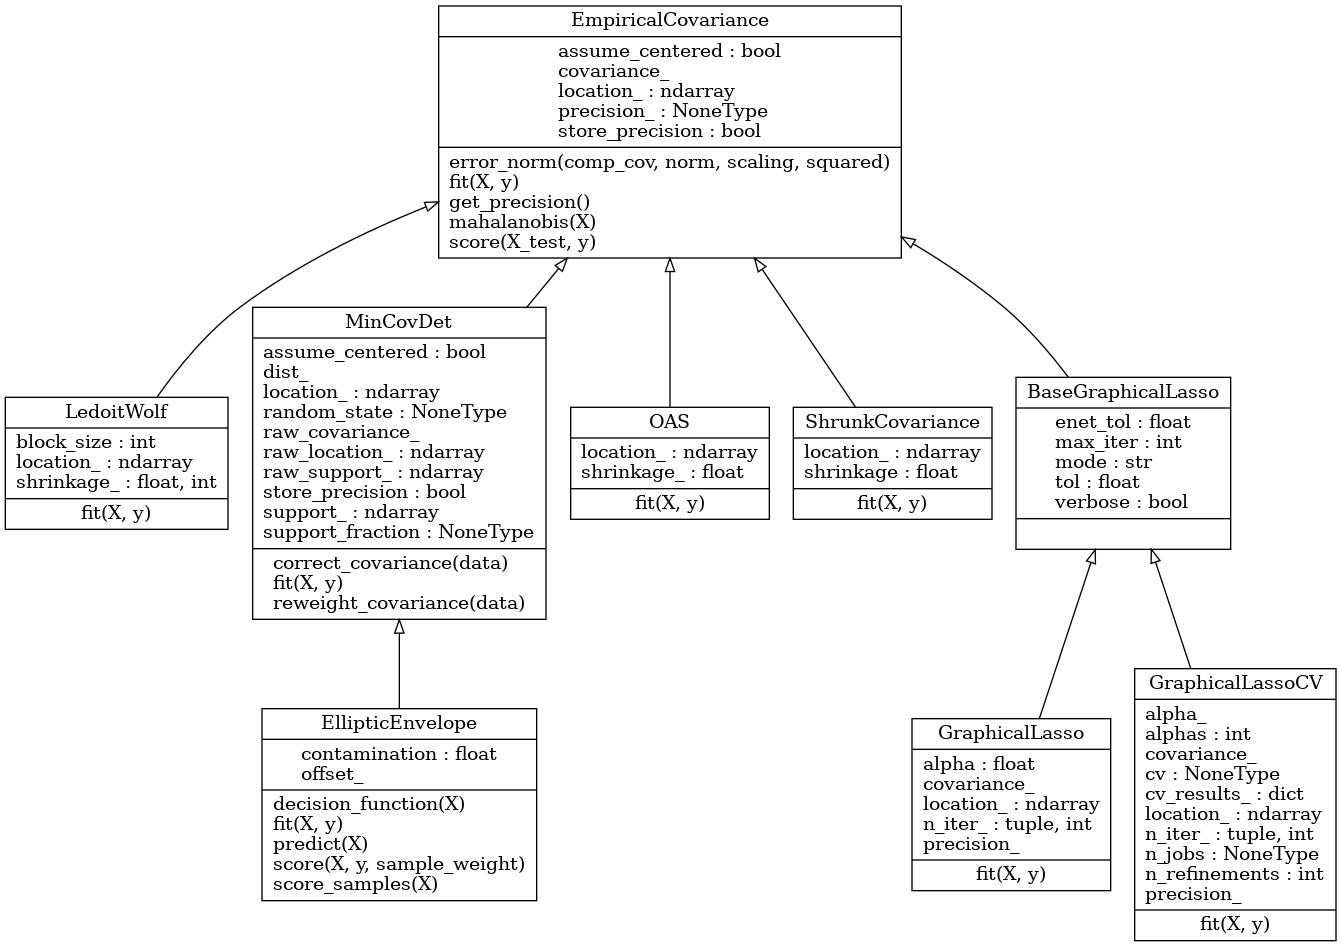 EmpiricalCovariance
assume_centered : bool
covariance_
location_ : ndarray
precision_ : NoneType
store_precision : bool
error_norm(comp_cov, norm, scaling, squared)
fit(X, y)
get_precision()
mahalanobis(X)
score(X_test, y)
LedoitWolf
block_size : int
location_ : ndarray
shrinkage_ : float, int
fit(X, y)
MinCovDet
assume_centered : bool
dist_
location_ : ndarray
random_state : NoneType
raw_covariance_
raw_location_ : ndarray
raw_support_ : ndarray
store_precision : bool
support_ : ndarray
support_fraction : NoneType
correct_covariance(data)
fit(X, y)
reweight_covariance(data)
OAS
location_ : ndarray
shrinkage_ : float
fit(X, y)
ShrunkCovariance
location_ : ndarray
shrinkage : float
fit(X, y)
BaseGraphicalLasso
enet_tol : float
max_iter : int
mode : str
tol : float
verbose : bool
EllipticEnvelope
contamination : float
offset_
decision_function(X)
fit(X, y)
predict(X)
score(X, y, sample_weight)
score_samples(X)
GraphicalLasso
alpha : float
covariance_
location_ : ndarray
n_iter_ : tuple, int
precision_
fit(X, y)
GraphicalLassoCV
alpha_
alphas : int
covariance_
cv : NoneType
cv_results_ : dict
location_ : ndarray
n_iter_ : tuple, int
n_jobs : NoneType
n_refinements : int
precision_
fit(X, y)